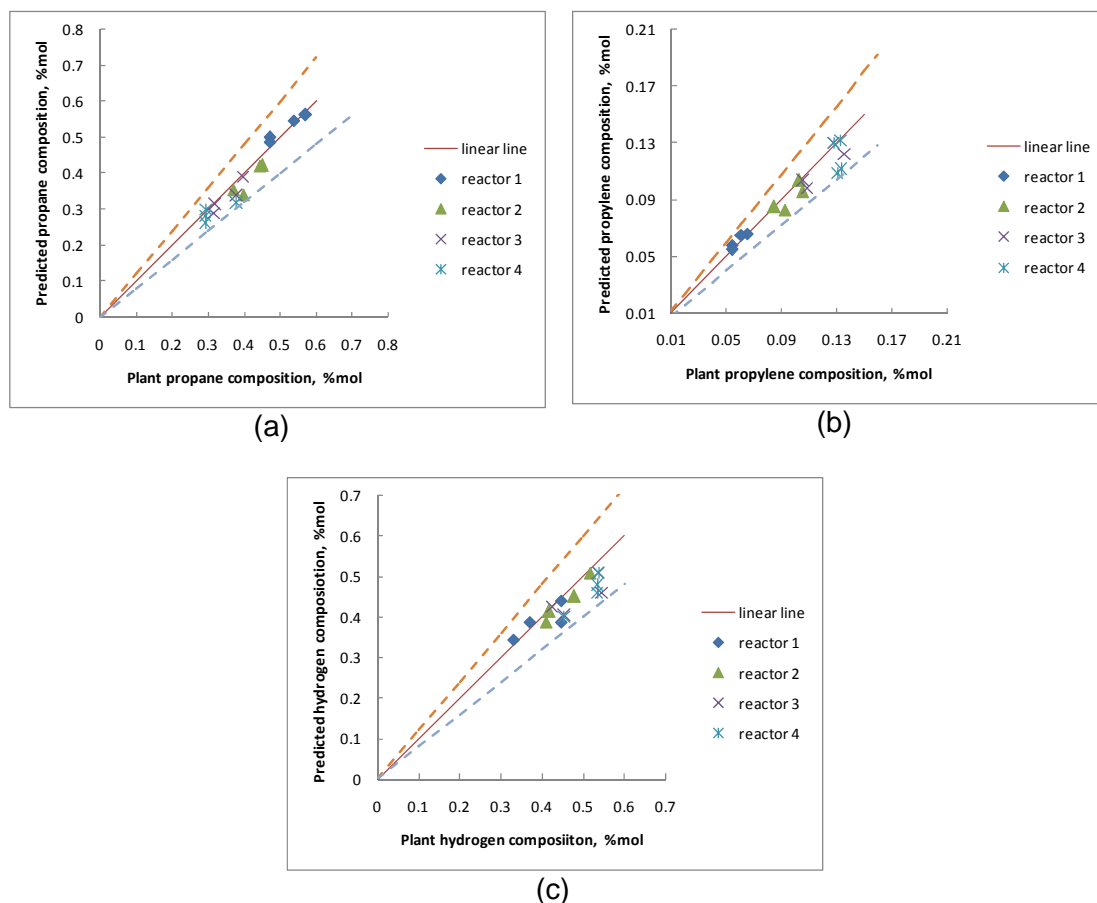 Predicted propane composition, %mol
0.8
0.7
0.6
0.5
0.4
0.3
0.2
0.1
0
0 0.1 0.2 0.3 0.4 0.5 0.6 0.7 0.8
Plant propane composition, %mol
linear line
reactor 1
reactor 2
reactor 3
reactor 4
(a)
Predicted propylene composition, %mol
0.21
0.17
0.13
0.09
0.05
0.01
0.01 0.05 0.09 0.13 0.17 0.21
Plant propylene composition, %mol
linear line
reactor 1
reactor 2
reactor 3
reactor 4
(b)
Predicted hydrogen composiotion, %mol
0.7
0.6
0.5
0.4
0.3
0.2
0.1
0
0 0.1 0.2 0.3 0.4 0.5 0.6 0.7
Plant hydrogen composiiton, %mol
linear line
reactor 1
reactor 2
reactor 3
reactor 4
(c)